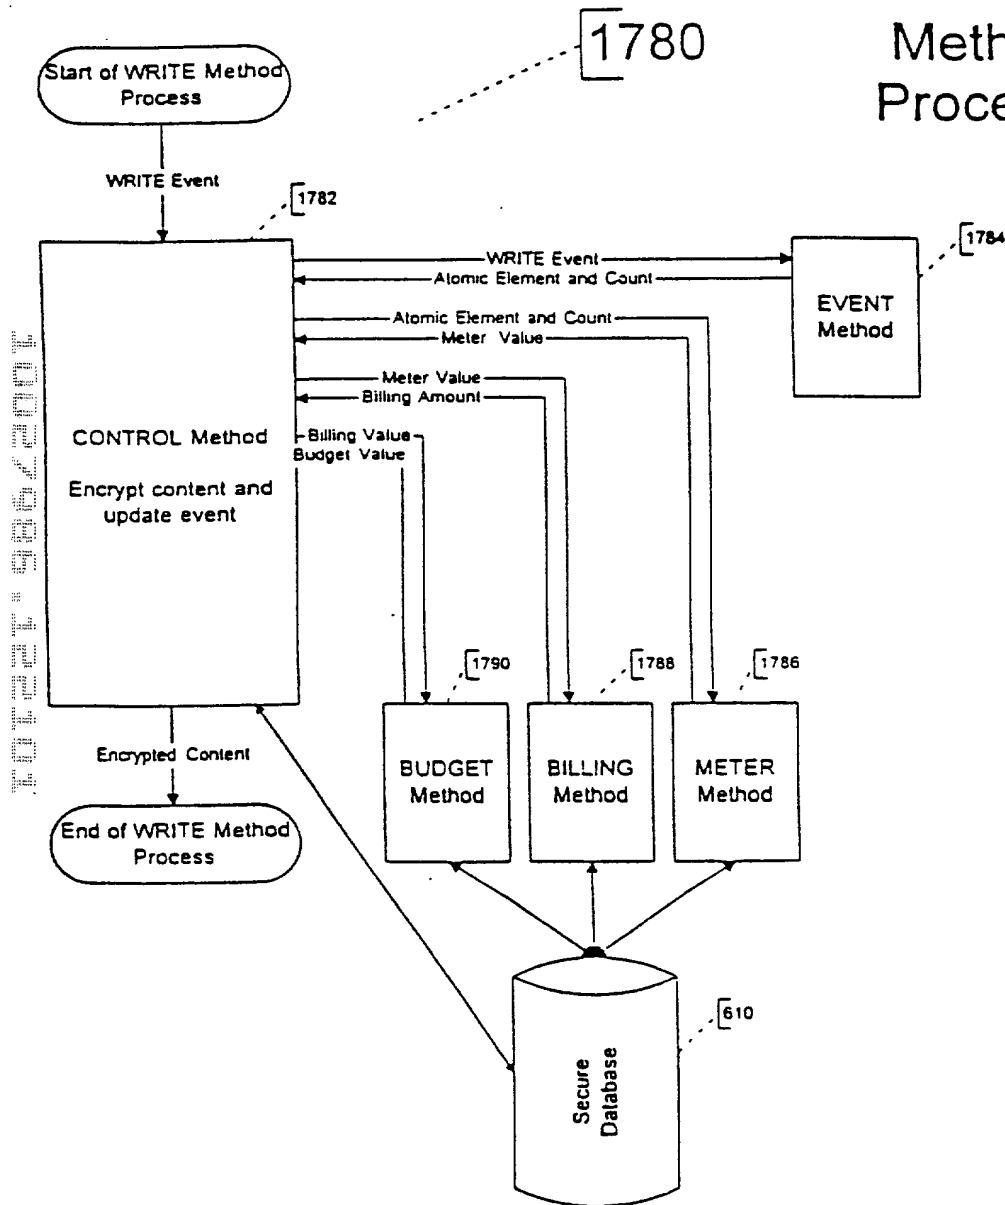 1780
Meth
Proce
Start of WRITE Method
Process
WRITE Event
1782
1784
WRITE Event
Atomic Element and Count
EVENT
Method
Atomic Element and Count
Meter Value
Meter Value
Billing Amount
CONTROL Method
Billing Value
Budget Value
Encrypt content and
update event
1790
1788
1786
Encrypted Content
BUDGET
Method
BILLING
Method
METER
Method
End of WRITE Method
Process
610
Secure
Database
10027986.122101